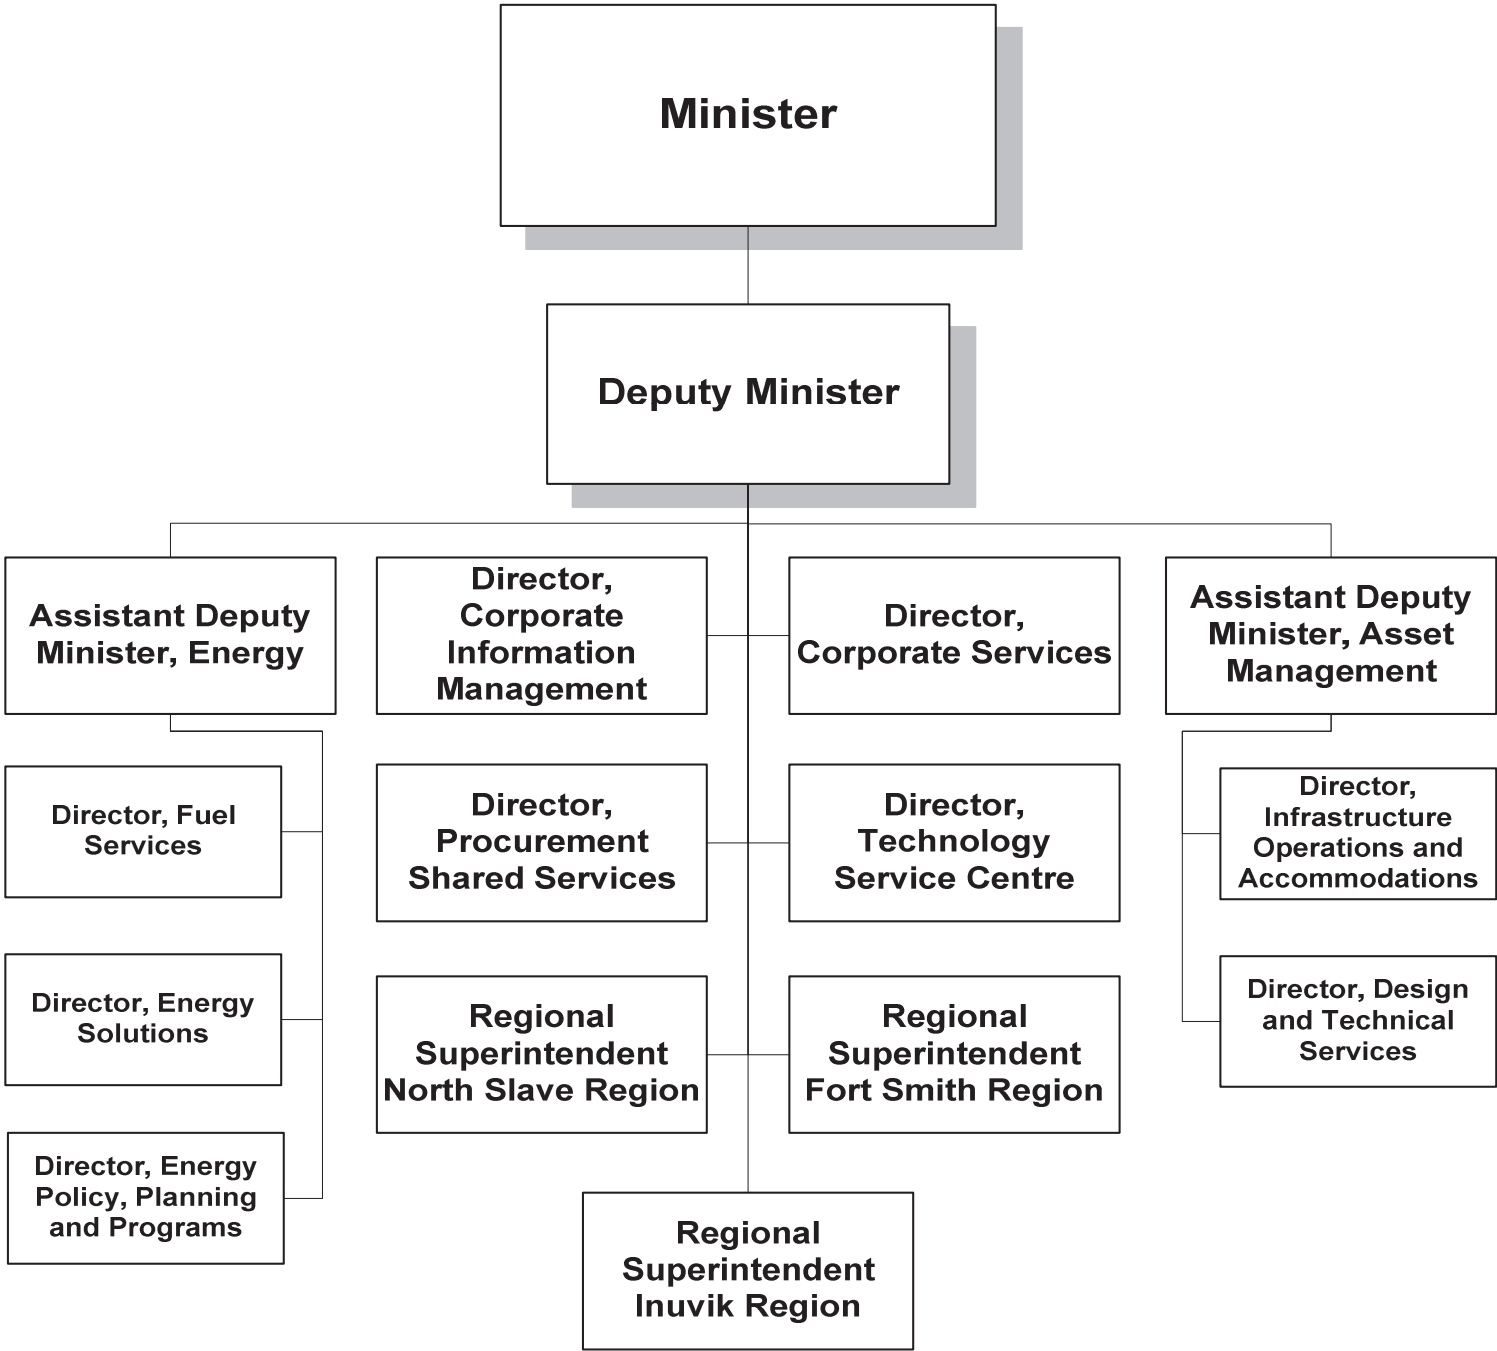 Minister
Deputy Minister
Assistant Deputy
Minister, Energy
Director,
Corporate
Information
Management
Director,
Corporate Services
Assistant Deputy
Minister, Asset
Management
Director, Fuel
Services
Director,
Procurement
Shared Services
Director,
Technology
Service Centre
Director,
Infrastructure
Operations and
Accommodations
Director, Energy
Solutions
Regional
Superintendent
North Slave Region
Regional
Superintendent
Fort Smith Region
Director, Design
and Technical
Services
Director, Energy
Policy, Planning
and Programs
Regional
Superintendent
Inuvik Region